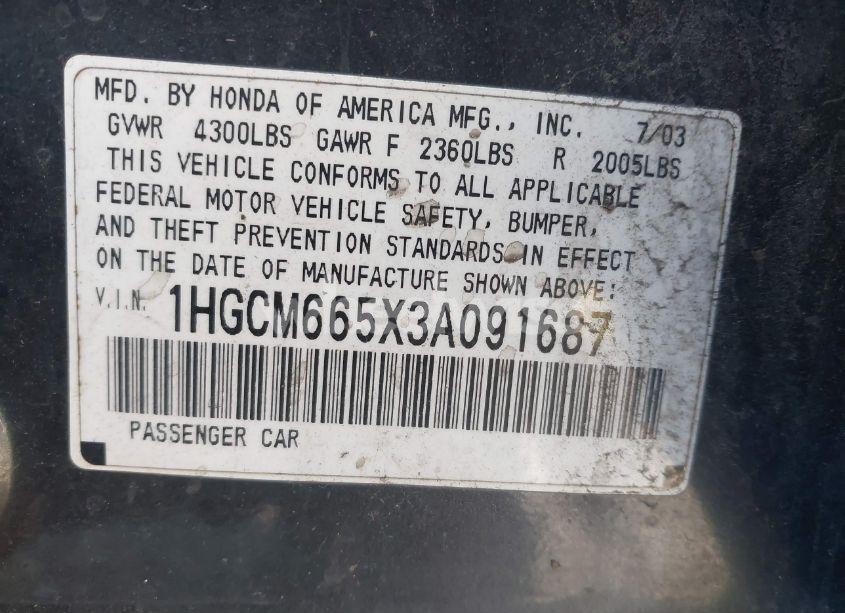 MFD. BY HONDA OF AMERICA MFG., INC. 7/03
GVWR 4300LBS GAWR F 2360LBS R 2005LBS
THIS VEHICLE CONFORMS TO ALL APPLICABLE
FEDERAL MOTOR VEHICLE SAFETY, BUMPER,
AND THEFT PREVENTION STANDARDS IN EFFECT
ON THE DATE OF MANUFACTURE SHOWN ABOVE:
V.I.N. 1HGCM665X3A091687
PASSENGER CAR